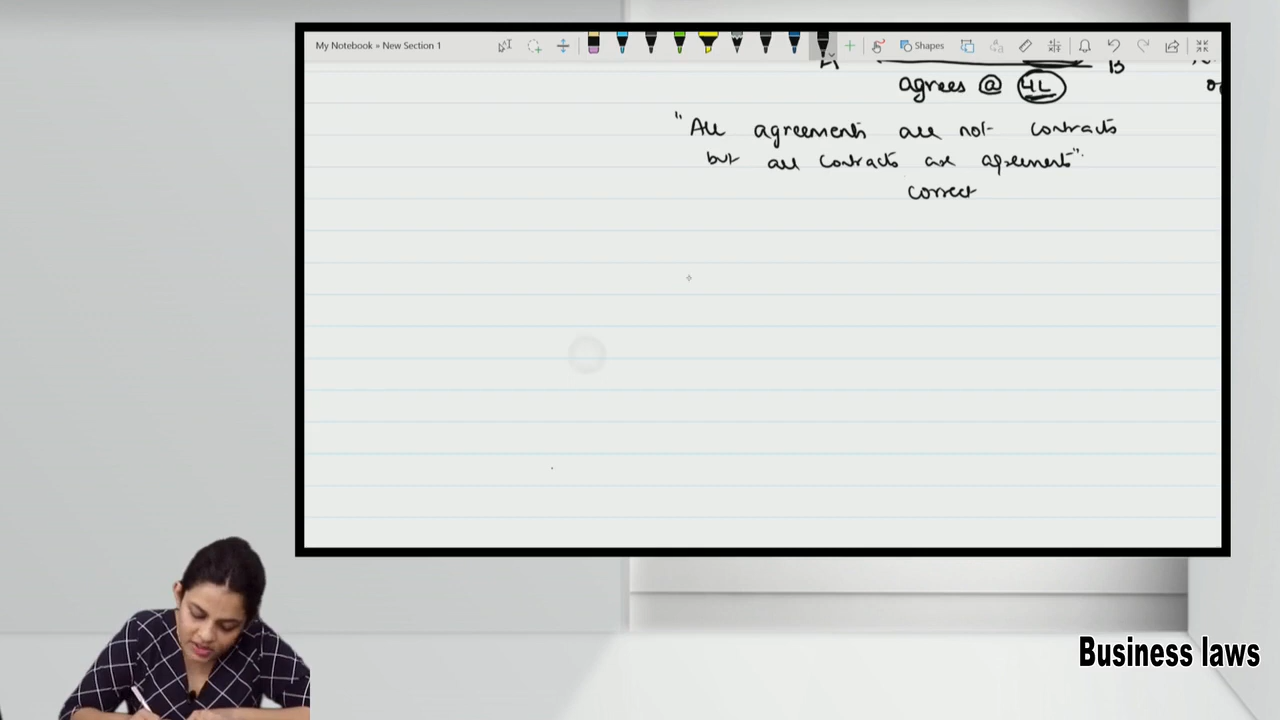 My Notebook » New Section 1
Shapes
A B
agrees @ 4L
"All agreements are not contracts
but all contracts are agreements".
correct
Business laws